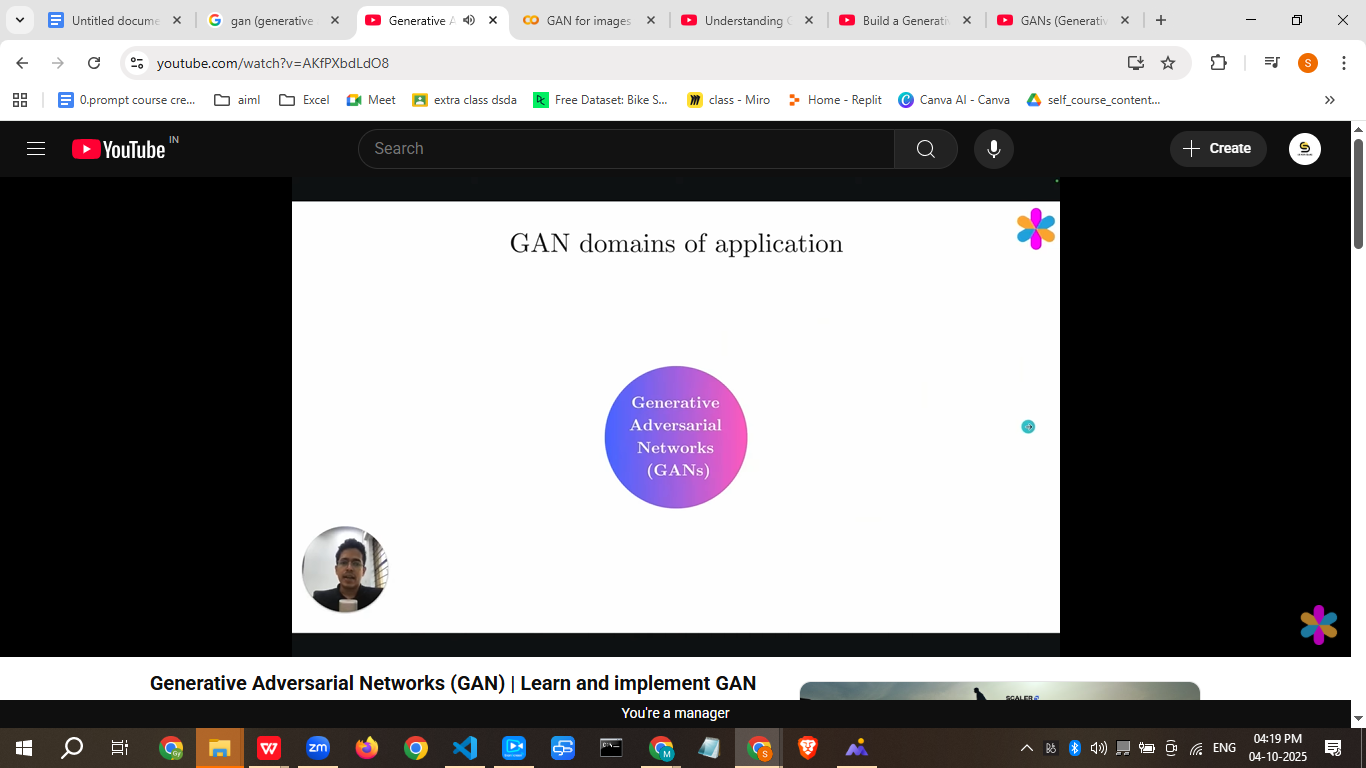 Untitled docume
gan (generative
Generative A
GAN for images
Understanding
Build a Generati
GANs (Generativ
youtube.com/watch?v=AKfPXbdLdO8
S
0.prompt course cre...
aiml
Excel
Meet
extra class dsda
Free Dataset: Bike S...
class - Miro
Home - Replit
Canva AI - Canva
self_course_content...
YouTube IN
Search
Create
GAN domains of application
Generative
Adversarial
Networks
(GANs)
Generative Adversarial Networks (GAN) | Learn and implement GAN
SCALER
You're a manager
zm
ENG
04:19 PM
04-10-2025